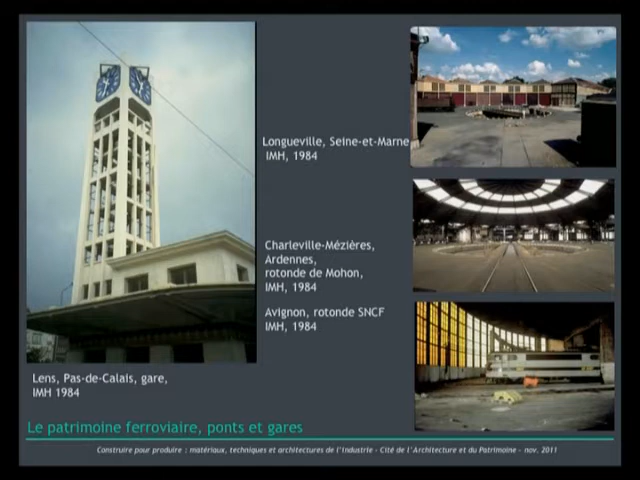 Longueville, Seine-et-Marne
IMH, 1984
Charleville-Mézières,
Ardennes,
rotonde de Mohon,
IMH, 1984
Avignon, rotonde SNCF
IMH, 1984
Lens, Pas-de-Calais, gare,
IMH 1984
Le patrimoine ferroviaire, ponts et gares
Construire pour produire : matériaux, techniques et architectures de l'industrie - Cité de l'Architecture et du Patrimoine - nov. 2011